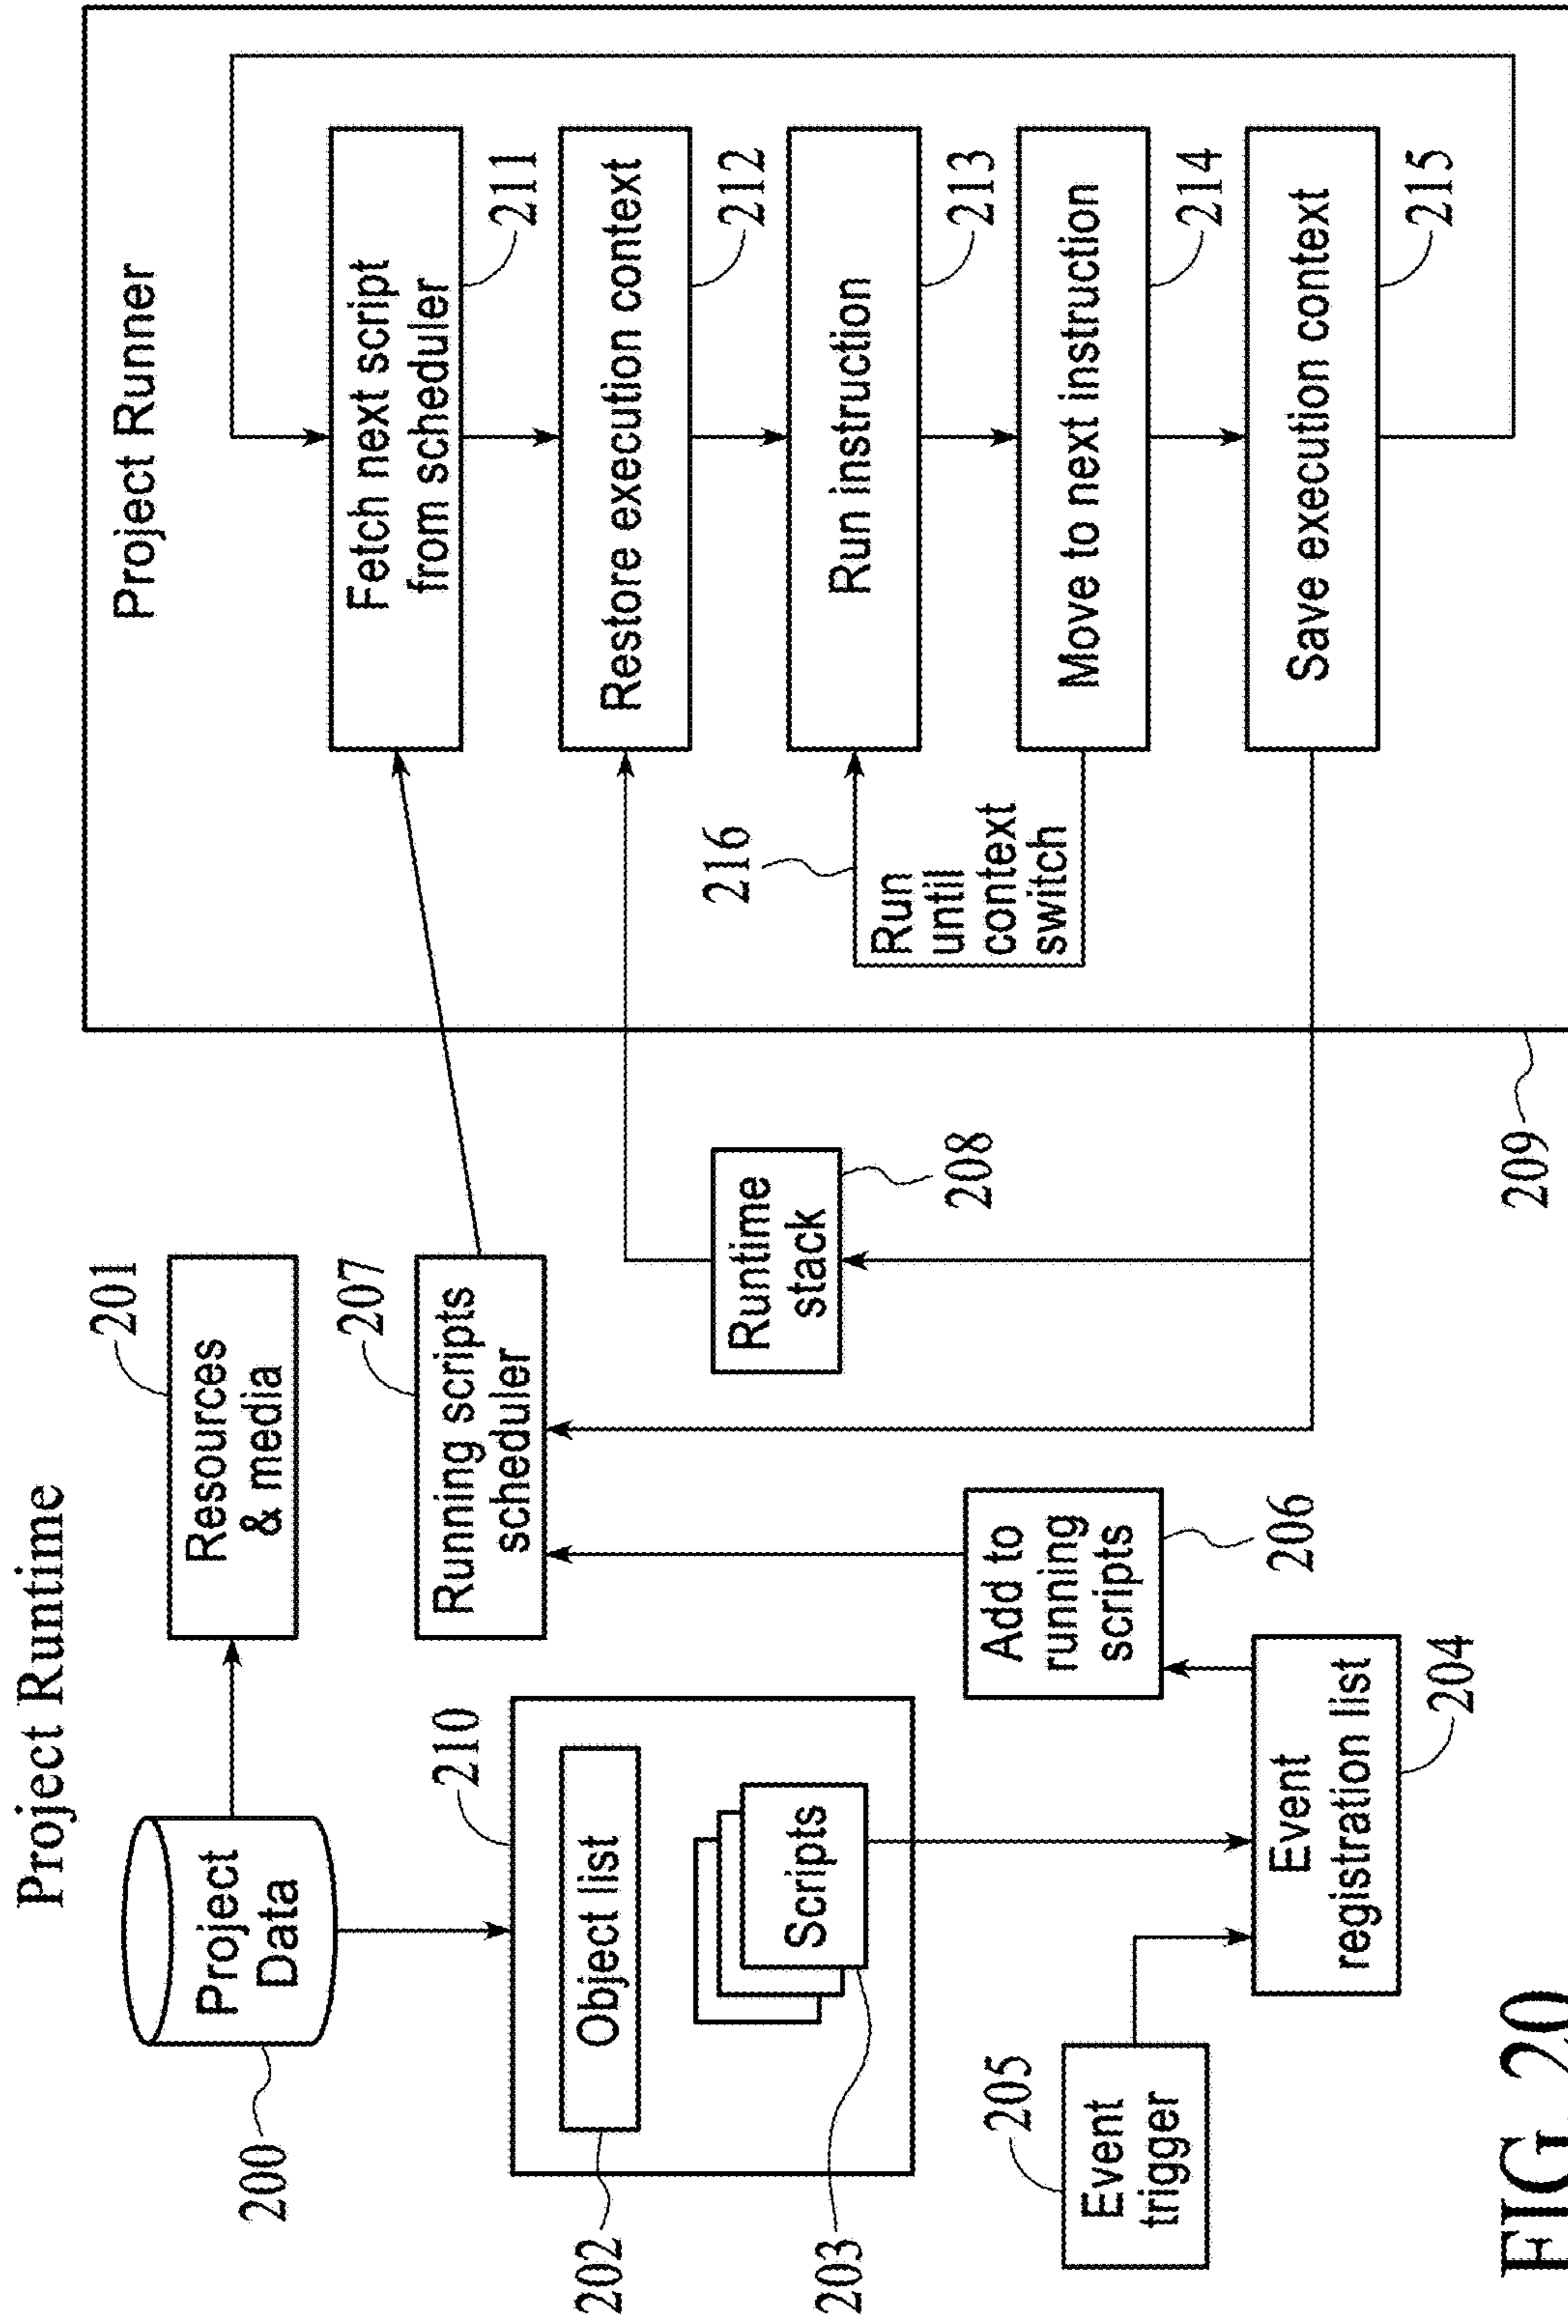 Project Runtime
Project
Data
200
Resources
& media
201
210
Object list
202
Scripts
203
Event
trigger
205
Event
registration list
204
Add to
running
scripts
206
Running scripts
scheduler
207
Runtime
stack
208
209
Project Runner
Fetch next script
from scheduler
211
Restore execution context
212
Run instruction
213
216
Run
until
context
switch
Move to next instruction
214
Save execution context
215
FIG. 20